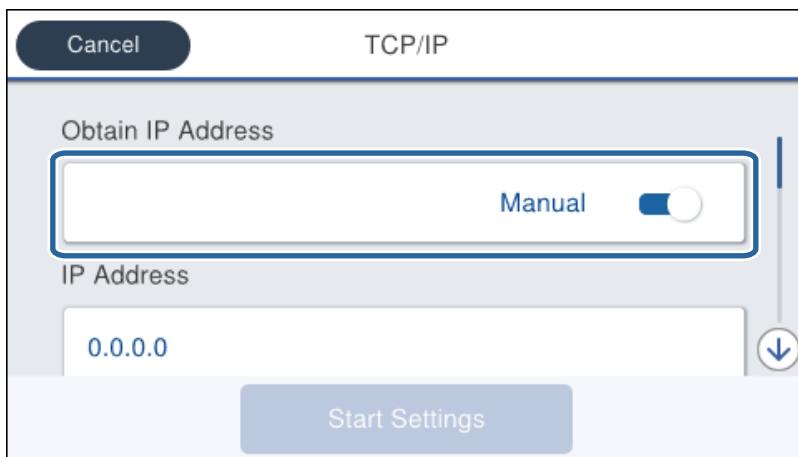 Cancel
TCP/IP
Obtain IP Address
Manual
IP Address
0.0.0.0
Start Settings